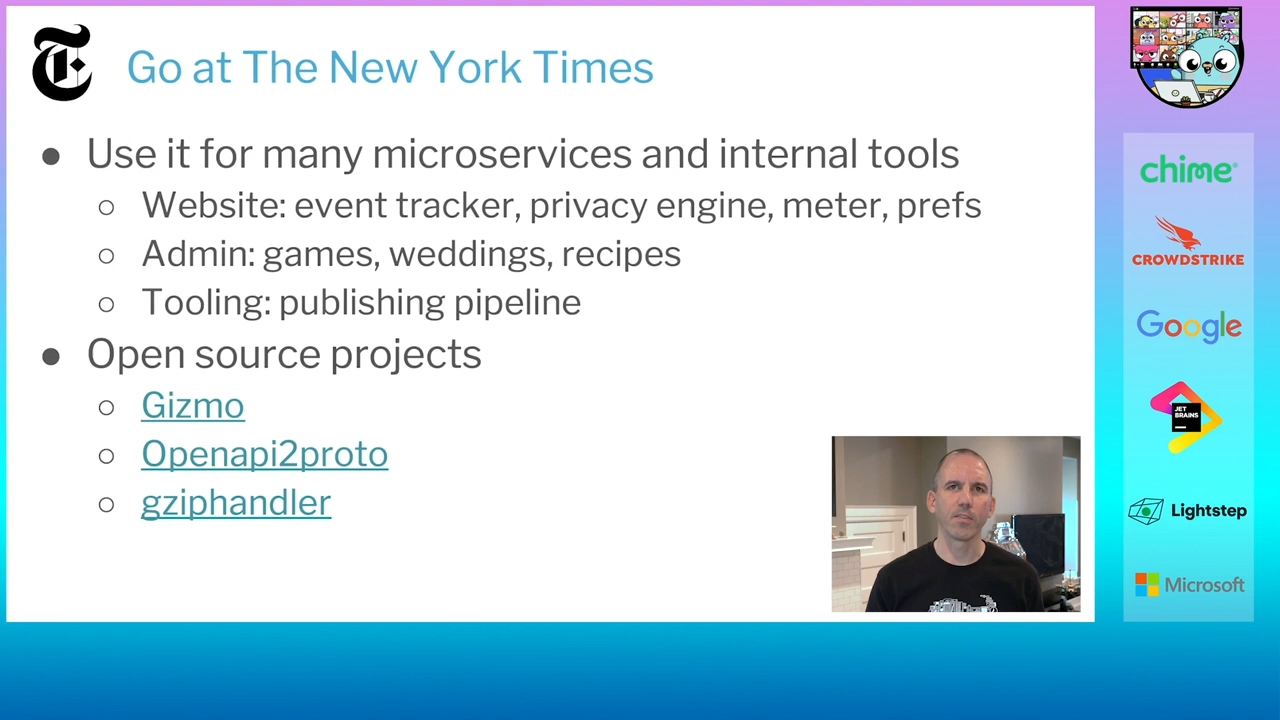 Go at The New York Times
● Use it for many microservices and internal tools
○ Website: event tracker, privacy engine, meter, prefs
○ Admin: games, weddings, recipes
○ Tooling: publishing pipeline
● Open source projects
○ Gizmo
○ Openapi2proto
○ gziphandler
chime
CROWDSTRIKE
Google
JET
BRAINS
Lightstep
Microsoft